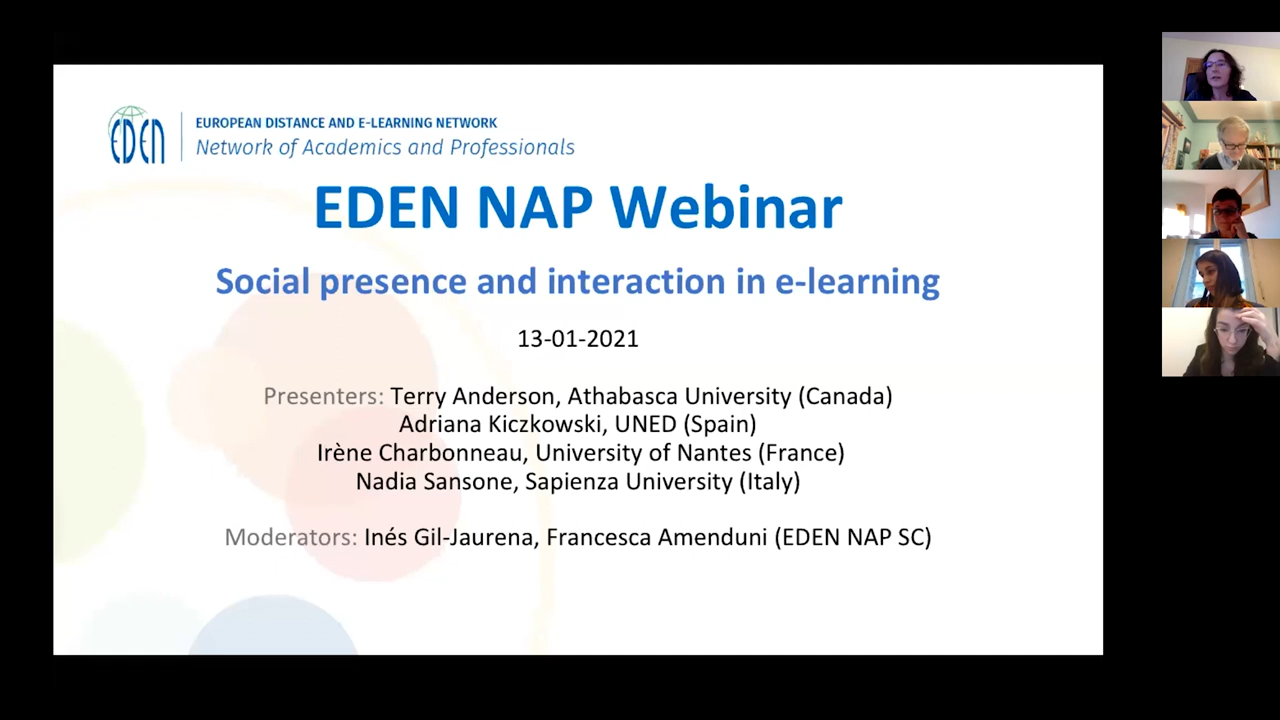 EDEN
EUROPEAN DISTANCE AND E-LEARNING NETWORK
Network of Academics and Professionals
EDEN NAP Webinar
Social presence and interaction in e-learning
13-01-2021
Presenters: Terry Anderson, Athabasca University (Canada)
Adriana Kiczkowski, UNED (Spain)
Irène Charbonneau, University of Nantes (France)
Nadia Sansone, Sapienza University (Italy)
Moderators: Inés Gil-Jaurena, Francesca Amenduni (EDEN NAP SC)